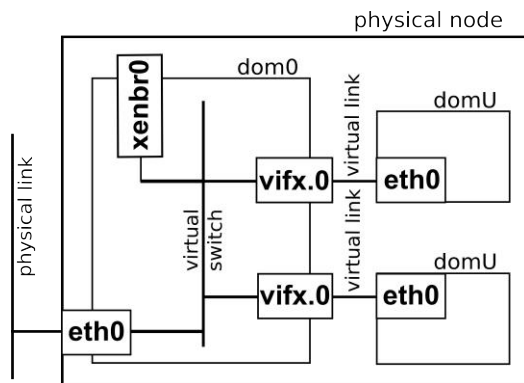 physical node
dom0
xenbr0
virtual link
domU
vifx.0
eth0
physical link
virtual
switch
virtual link
domU
vifx.0
eth0
eth0